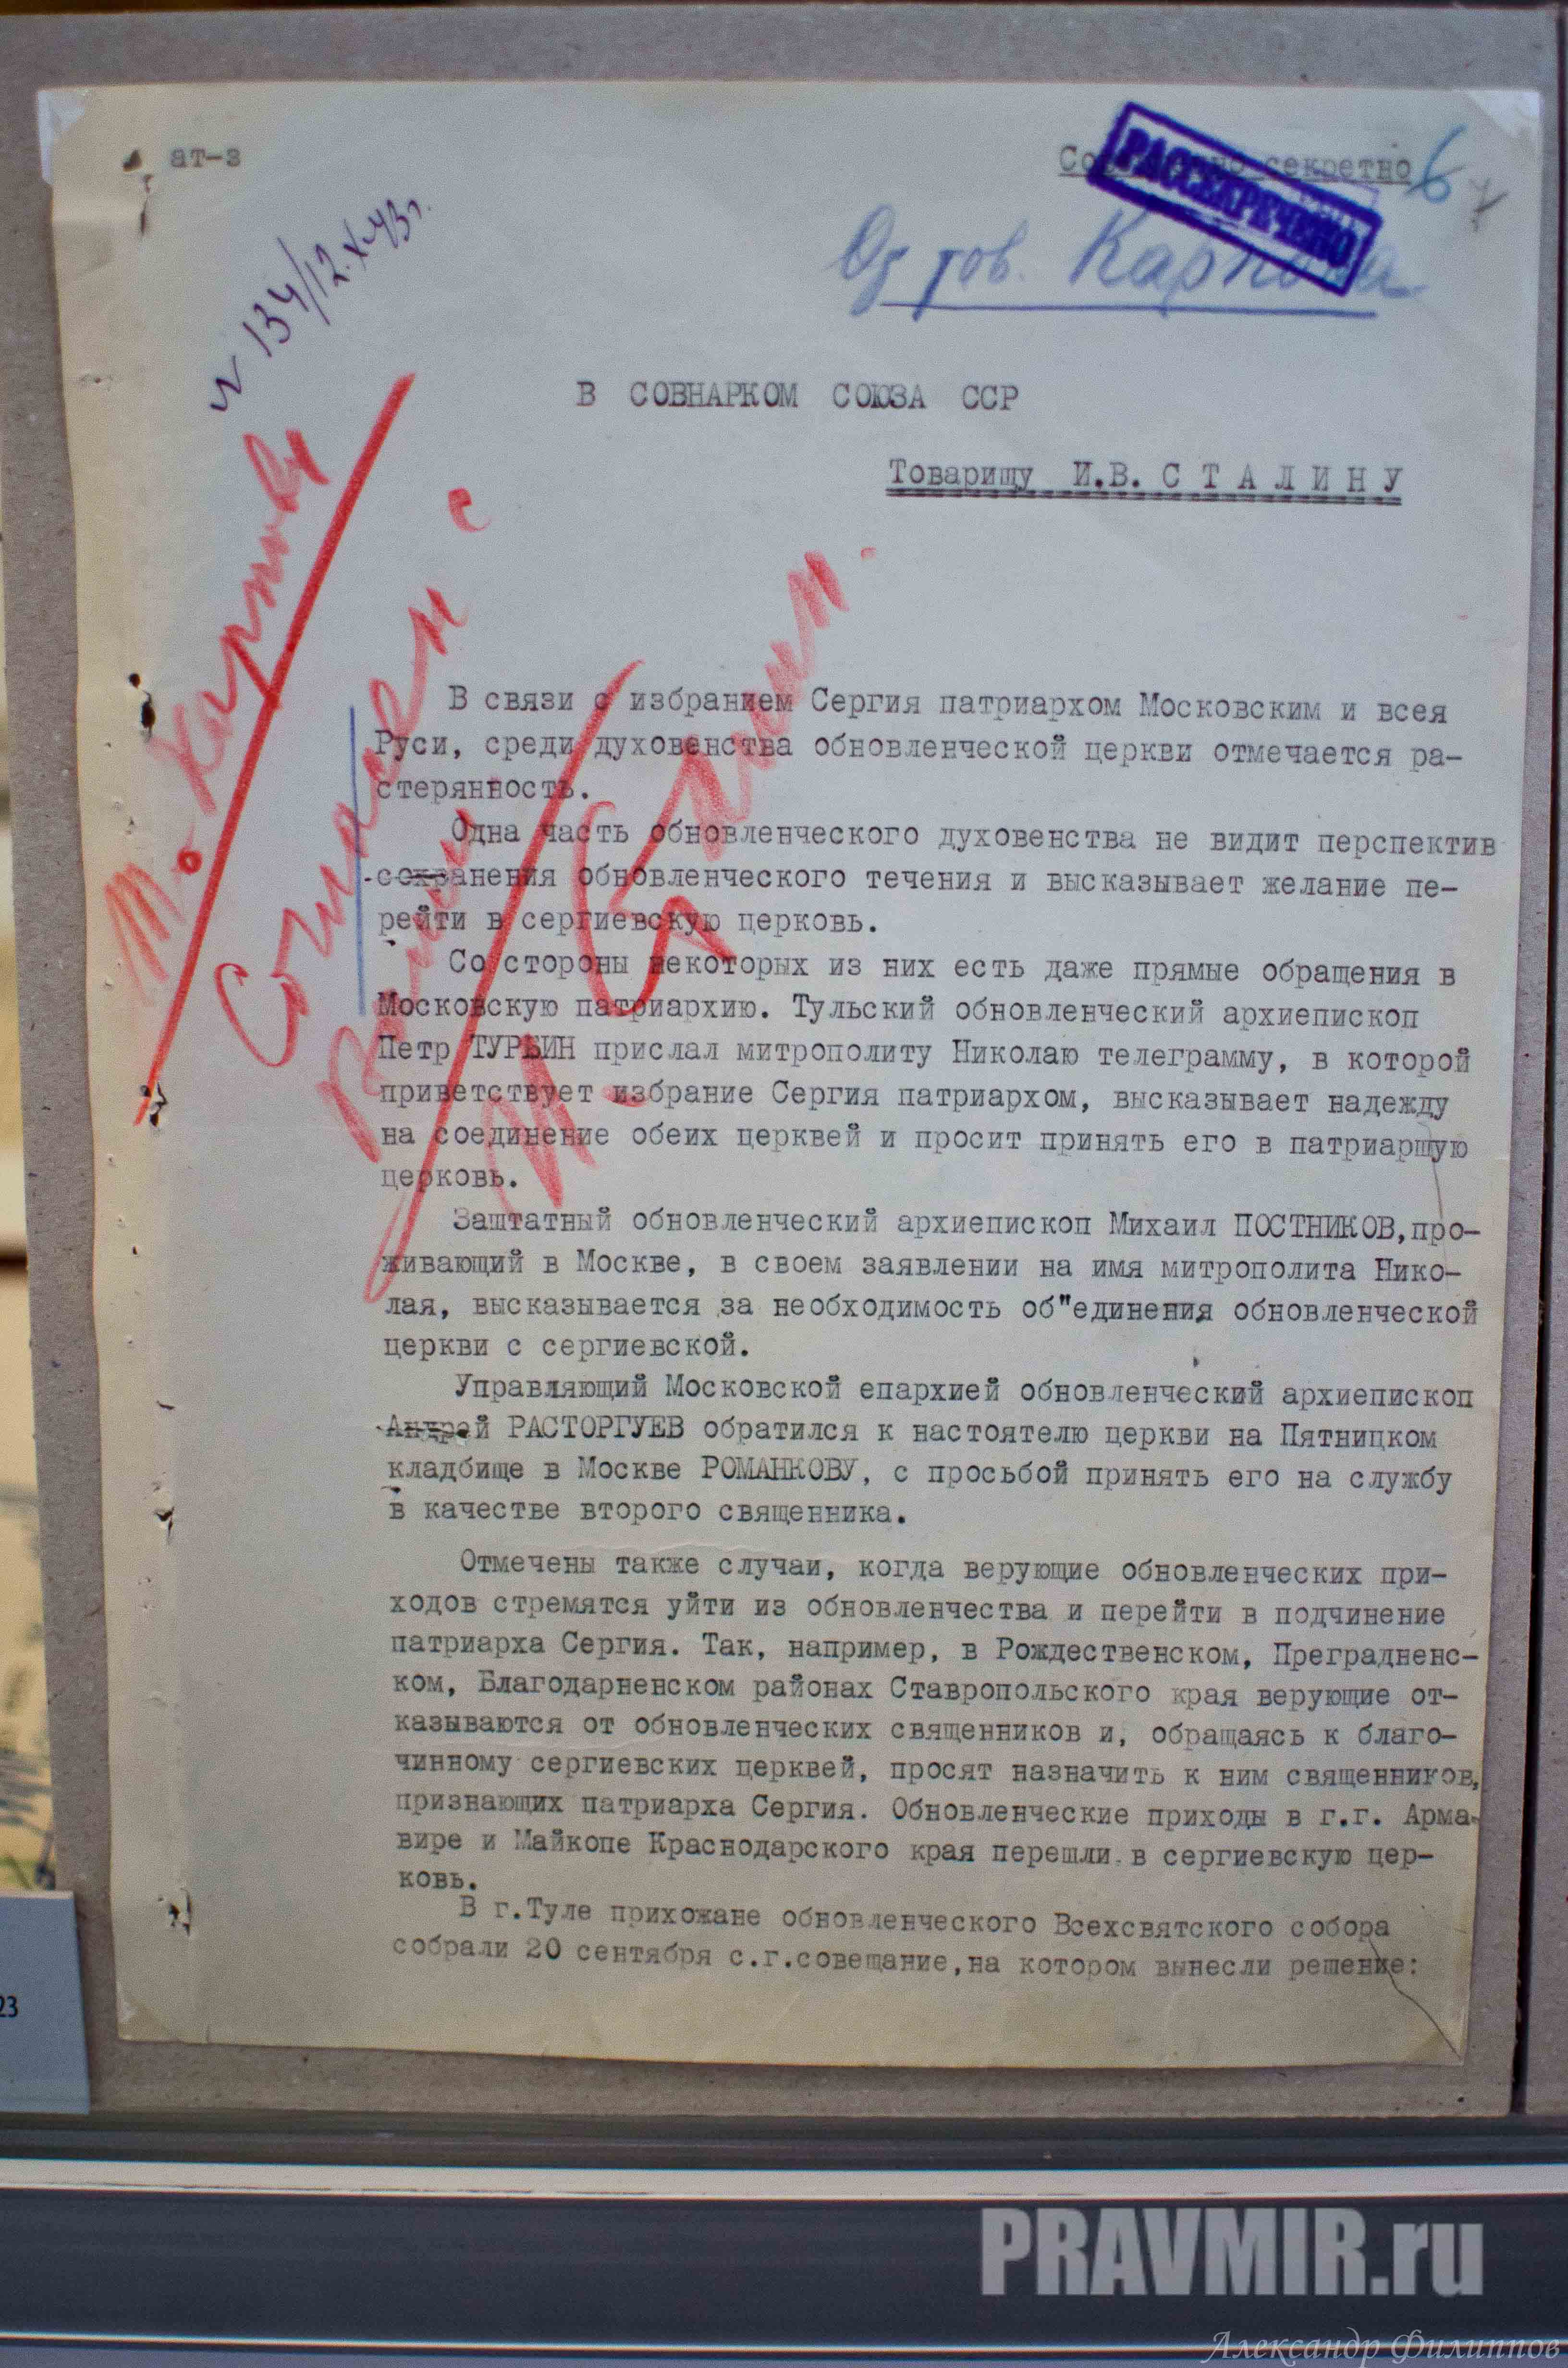 ат-3
Совершенно секретно
РАССЕКРЕЧЕНО
6
От тов. Карпова
№ 134/12.X.43г.
В СОВНАРКОМ СОЮЗА ССР
Товарищу И.В. С Т А Л И Н У
Т. Карпову
Согласен с
Вами.
И. Сталин.
В связи с избранием Сергия патриархом Московским и всея
Руси, среди духовенства обновленческой церкви отмечается ра-
стерянность.
Одна часть обновленческого духовенства не видит перспектив
сохранения обновленческого течения и высказывает желание пе-
рейти в сергиевскую церковь.
Со стороны некоторых из них есть даже прямые обращения в
Московскую патриархию. Тульский обновленческий архиепископ
Петр ТУРБИН прислал митрополиту Николаю телеграмму, в которой
приветствует избрание Сергия патриархом, высказывает надежду
на соединение обеих церквей и просит принять его в патриаршую
церковь.
Заштатный обновленческий архиепископ Михаил ПОСТНИКОВ, про-
живающий в Москве, в своем заявлении на имя митрополита Нико-
лая, высказывается за необходимость об"единения обновленческой
церкви с сергиевской.
Управляющий Московской епархией обновленческий архиепископ
Андрей РАСТОРГУЕВ обратился к настоятелю церкви на Пятницком
кладбище в Москве РОМАНКОВУ, с просьбой принять его на службу
в качестве второго священника.
Отмечены также случаи, когда верующие обновленческих при-
ходов стремятся уйти из обновленчества и перейти в подчинение
патриарха Сергия. Так, например, в Рождественском, Преградненс-
ком, Благодарненском районах Ставропольского края верующие от-
казываются от обновленческих священников и, обращаясь к благо-
чинному сергиевских церквей, просят назначить к ним священников,
признающих патриарха Сергия. Обновленческие приходы в г.г. Арма-
вире и Майкопе Краснодарского края перешли в сергиевскую цер-
ковь.
В г.Туле прихожане обновленческого Всехсвятского собора
собрали 20 сентября с.г.совещание, на котором вынесли решение:
23
PRAVMIR.ru
Александр Филиппов